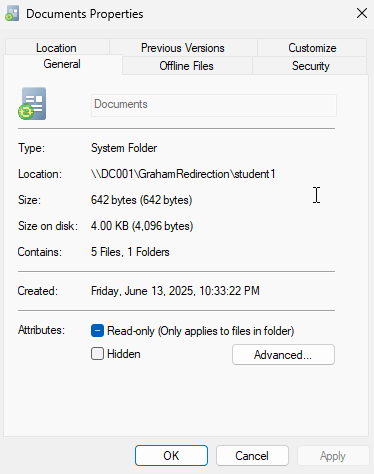 Documents Properties
Location Previous Versions Customize
General Offline Files Security
Documents
Type: System Folder
Location: \\DC001\GrahamRedirection\student1
Size: 642 bytes (642 bytes)
Size on disk: 4.00 KB (4,096 bytes)
Contains: 5 Files, 1 Folders
Created: Friday, June 13, 2025, 10:33:22 PM
Attributes: Read-only (Only applies to files in folder)
Hidden Advanced...
OK Cancel Apply